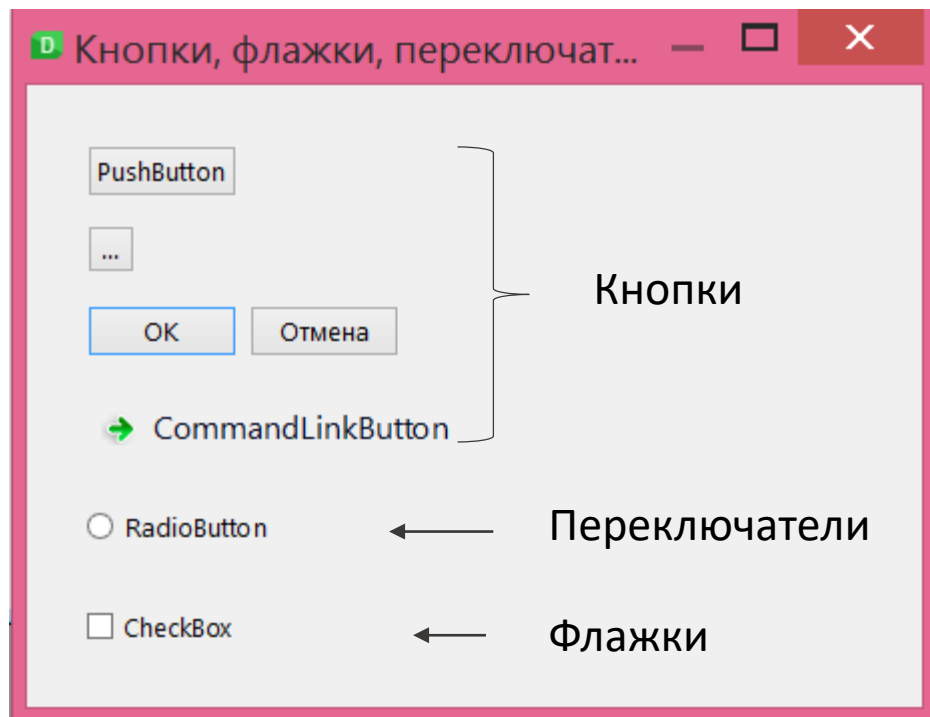 Кнопки, флажки, переключат...
PushButton
...
Кнопки
OK Отмена
CommandLinkButton
RadioButton Переключатели
CheckBox Флажки